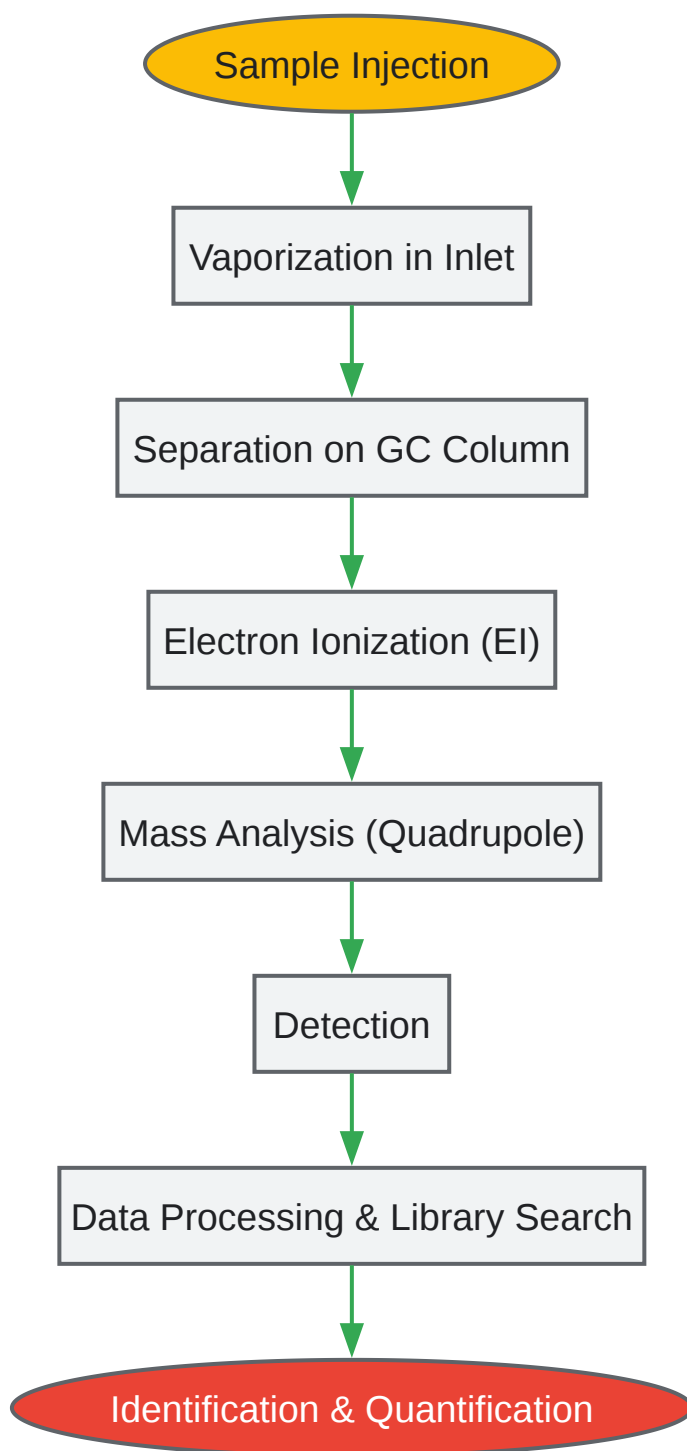 Sample Injection
Vaporization in Inlet
Separation on GC Column
Electron Ionization (EI)
Mass Analysis (Quadrupole)
Detection
Data Processing & Library Search
Identification & Quantification